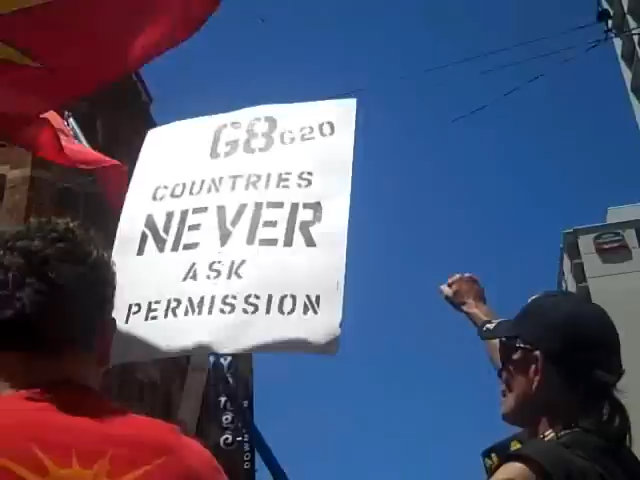 G8 G20
COUNTRIES
NEVER
ASK
PERMISSION